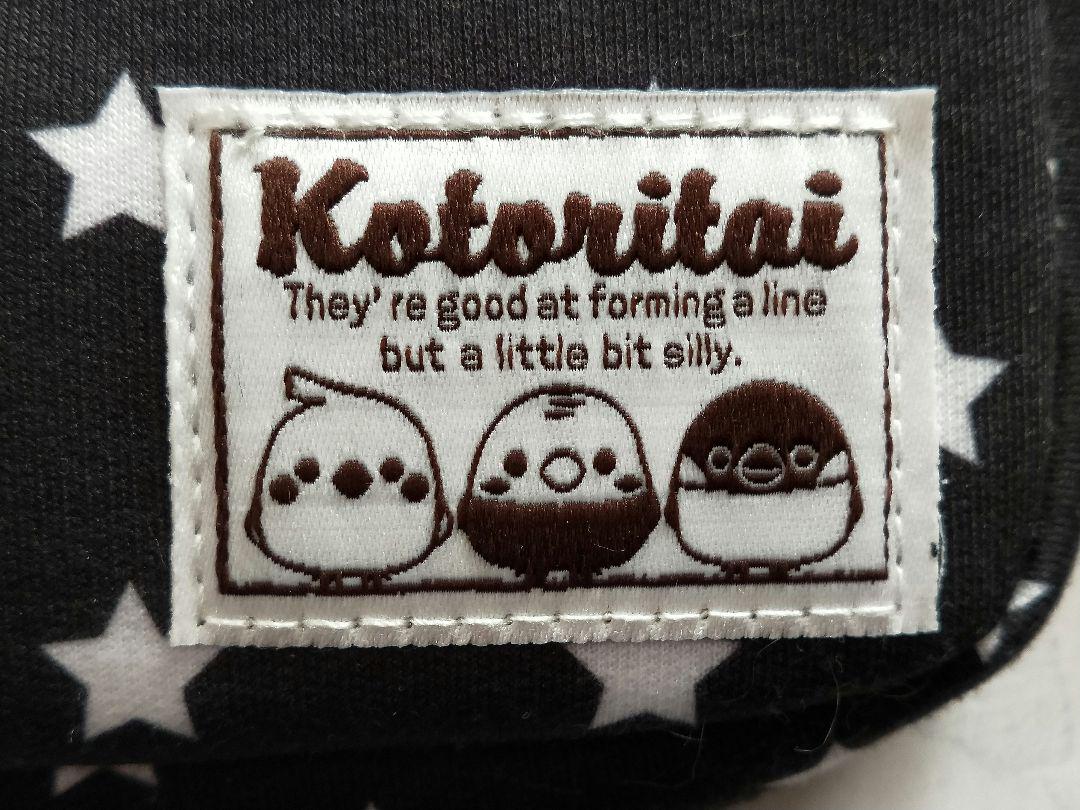 Kotoritai
They're good at forming a line
but a little bit silly.